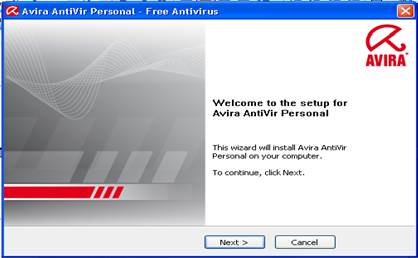 Avira AntiVir Personal - Free Antivirus
AVIRA
Welcome to the setup for
Avira AntiVir Personal
This wizard will install Avira AntiVir
Personal on your computer.
To continue, click Next.
Next >
Cancel